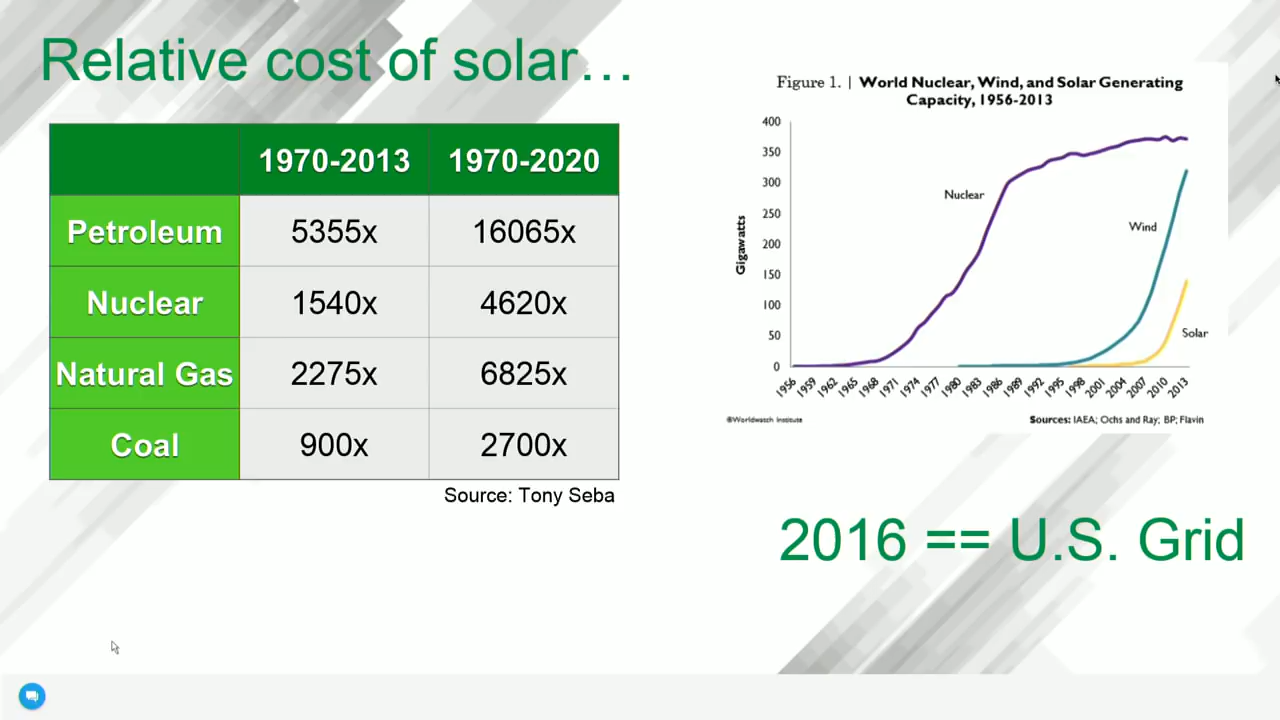 Relative cost of solar...
1970-2013 1970-2020
Petroleum 5355x 16065x
Nuclear 1540x 4620x
Natural Gas 2275x 6825x
Coal 900x 2700x
Source: Tony Seba
Figure 1. | World Nuclear, Wind, and Solar Generating
Capacity, 1956-2013
Gigawatts
400
350
300
250
200
150
100
50
0
Nuclear
Wind
Solar
1956 1959 1962 1965 1968 1971 1974 1977 1980 1983 1986 1989 1992 1995 1998 2001 2004 2007 2010 2013
©Worldwatch Institute
Sources: IAEA; Ochs and Ray; BP; Flavin
2016 == U.S. Grid